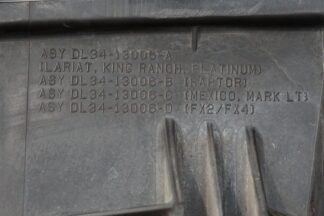 ASY DL34-13006-A
(LARIAT, KING RANCH, PLATINUM)
ASY DL34-13006-B (RAPTOR)
ASY DL34-13006-C (MEXICO, MARK LT)
ASY DL34-13006-D (FX2/FX4)